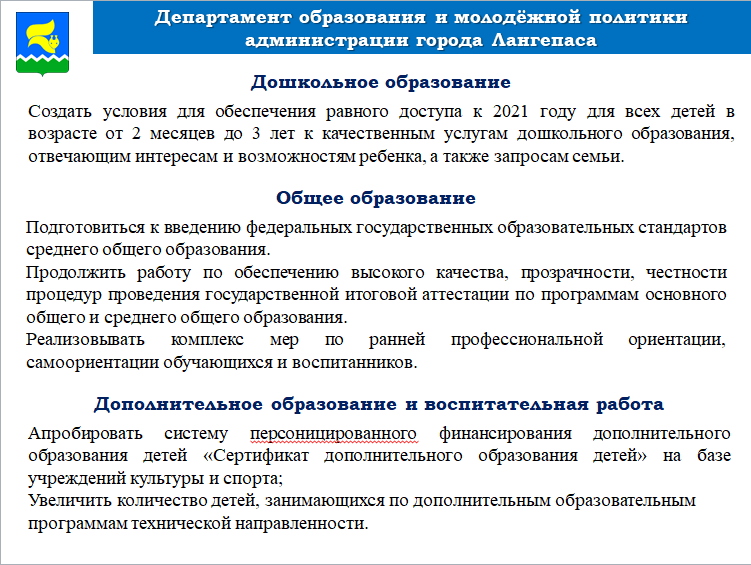 Департамент образования и молодёжной политики
администрации города Лангепаса
Дошкольное образование
Создать условия для обеспечения равного доступа к 2021 году для всех детей в
возрасте от 2 месяцев до 3 лет к качественным услугам дошкольного образования,
отвечающим интересам и возможностям ребенка, а также запросам семьи.
Общее образование
Подготовиться к введению федеральных государственных образовательных стандартов
среднего общего образования.
Продолжить работу по обеспечению высокого качества, прозрачности, честности
процедур проведения государственной итоговой аттестации по программам основного
общего и среднего общего образования.
Реализовывать комплекс мер по ранней профессиональной ориентации,
самоориентации обучающихся и воспитанников.
Дополнительное образование и воспитательная работа
Апробировать систему персоницированного финансирования дополнительного
образования детей «Сертификат дополнительного образования детей» на базе
учреждений культуры и спорта;
Увеличить количество детей, занимающихся по дополнительным образовательным
программам технической направленности.